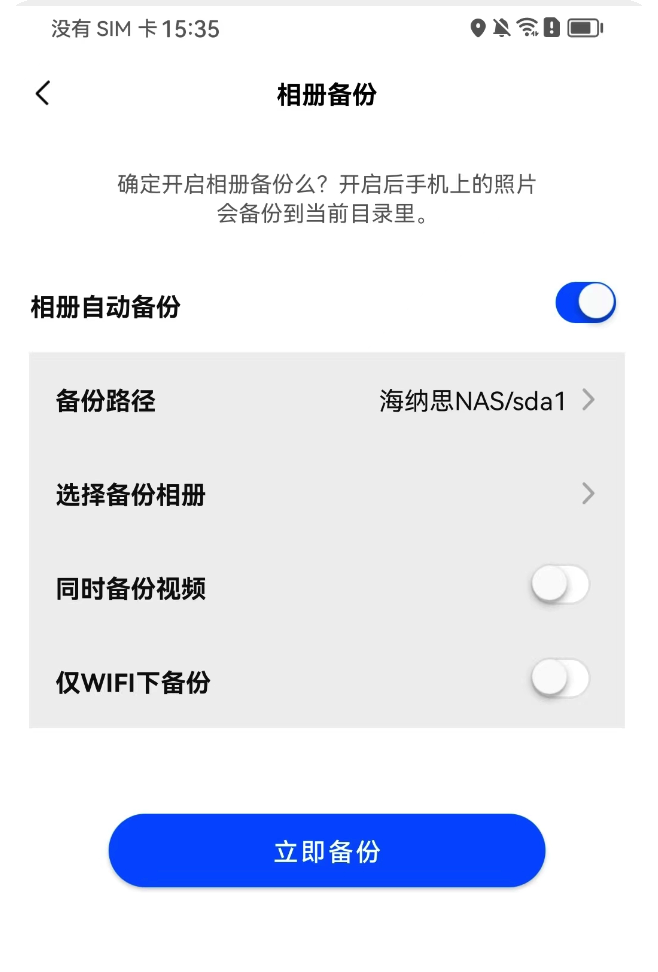 没有 SIM 卡 15:35
相册备份
确定开启相册备份么？开启后手机上的照片
会备份到当前目录里。
相册自动备份
备份路径 海纳思NAS/sda1
选择备份相册
同时备份视频
仅WIFI下备份
立即备份